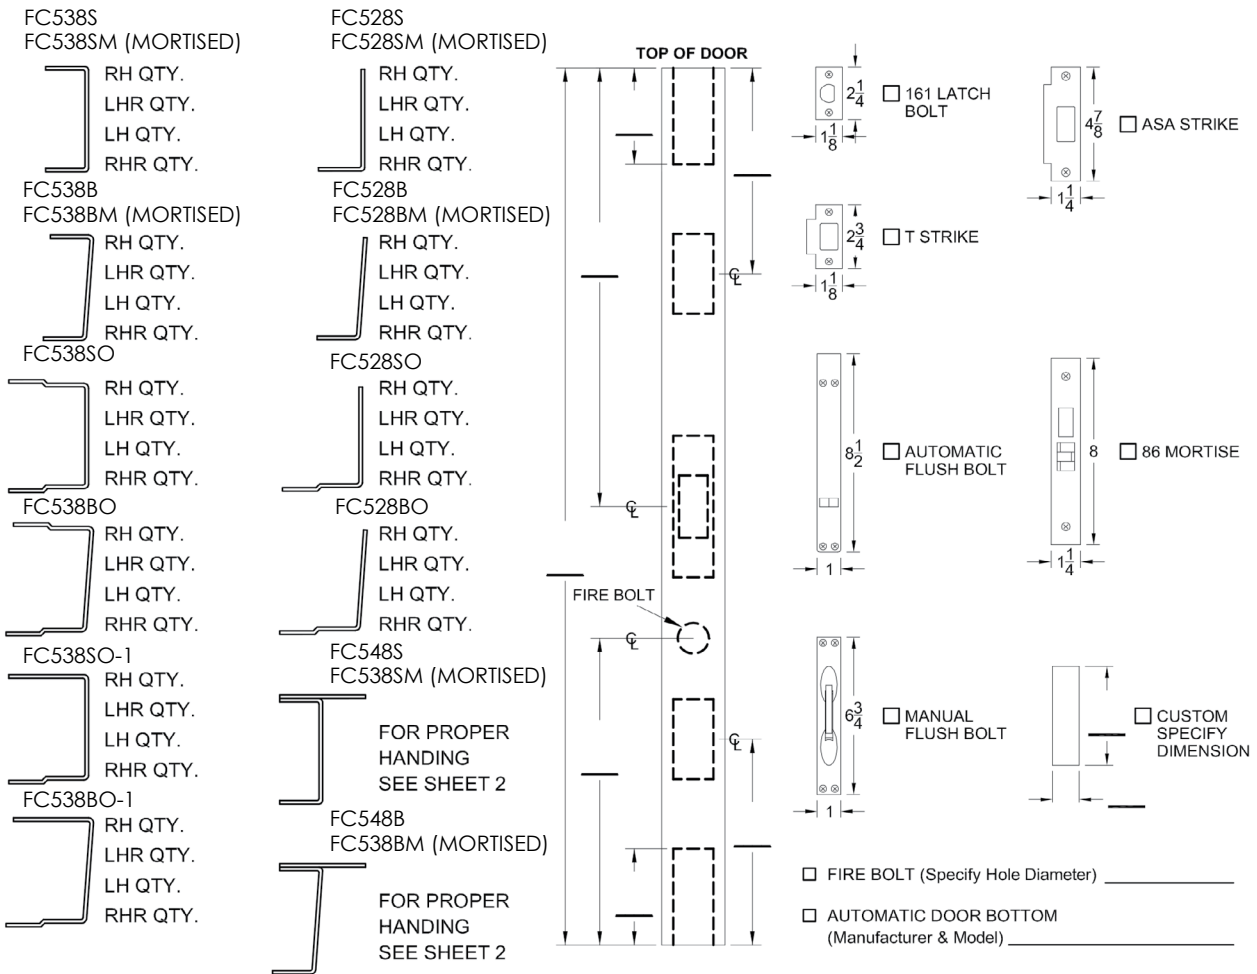 FC538S
FC538SM (MORTISED)
RH QTY.
LHR QTY.
LH QTY.
RHR QTY.
FC538B
FC538BM (MORTISED)
RH QTY.
LHR QTY.
LH QTY.
RHR QTY.
FC538SO
RH QTY.
LHR QTY.
LH QTY.
RHR QTY.
FC538BO
RH QTY.
LHR QTY.
LH QTY.
RHR QTY.
FC538SO-1
RH QTY.
LHR QTY.
LH QTY.
RHR QTY.
FC538BO-1
RH QTY.
LHR QTY.
LH QTY.
RHR QTY.
FC528S
FC528SM (MORTISED)
RH QTY.
LHR QTY.
LH QTY.
RHR QTY.
FC528B
FC528BM (MORTISED)
RH QTY.
LHR QTY.
LH QTY.
RHR QTY.
FC528SO
RH QTY.
LHR QTY.
LH QTY.
RHR QTY.
FC528BO
RH QTY.
LHR QTY.
LH QTY.
RHR QTY.
FC548S
FC538SM (MORTISED)
FOR PROPER
HANDING
SEE SHEET 2
FC548B
FC538BM (MORTISED)
FOR PROPER
HANDING
SEE SHEET 2
TOP OF DOOR
℄
℄
FIRE BOLT
℄
℄
2 1/4
1 1/8
161 LATCH
BOLT
4 7/8
1 1/4
ASA STRIKE
2 3/4
1 1/8
T STRIKE
8 1/2
1
AUTOMATIC
FLUSH BOLT
8
1 1/4
86 MORTISE
6 3/4
1
MANUAL
FLUSH BOLT
CUSTOM
SPECIFY
DIMENSION
FIRE BOLT (Specify Hole Diameter)
AUTOMATIC DOOR BOTTOM
(Manufacturer & Model)